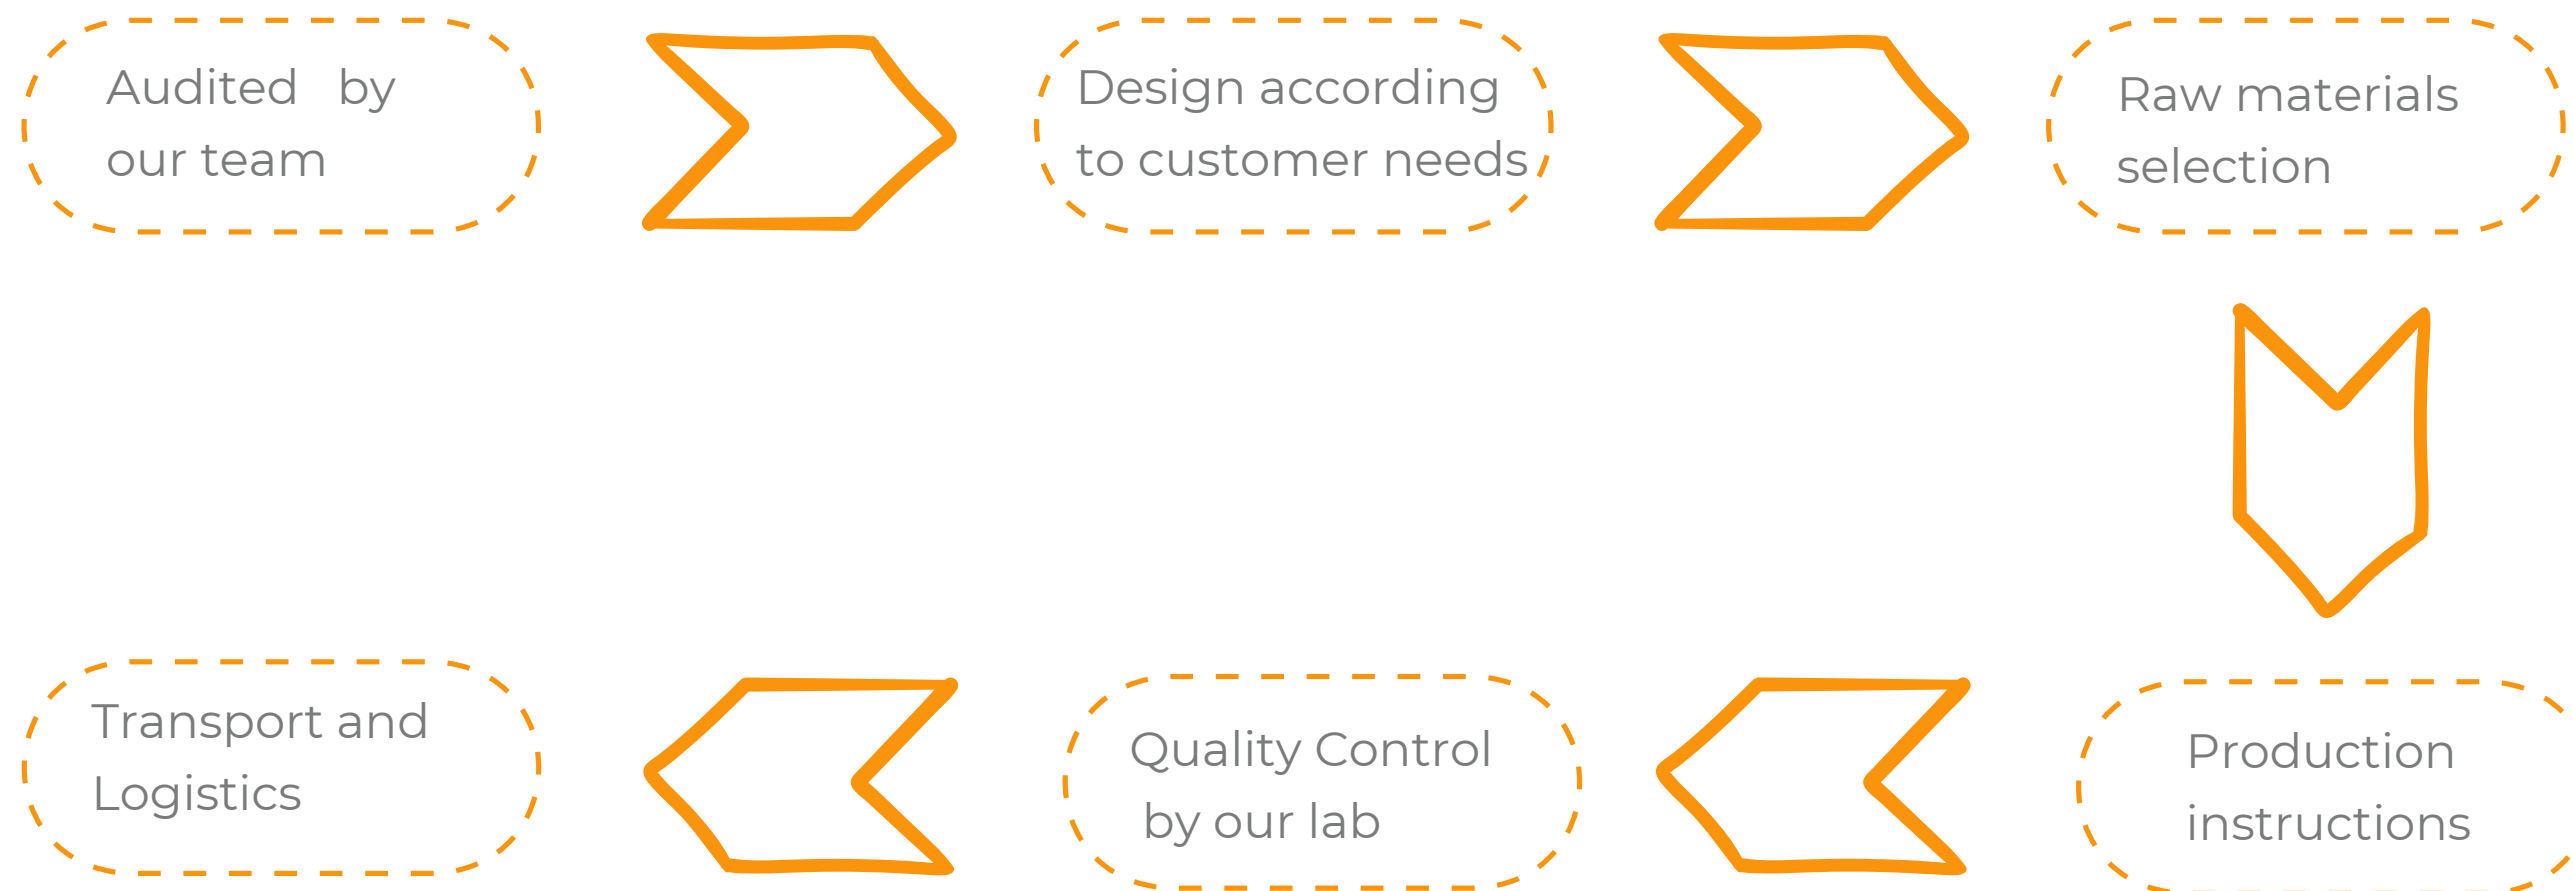 Audited by
our team
Design according
to customer needs
Raw materials
selection
Production
instructions
Quality Control
by our lab
Transport and
Logistics